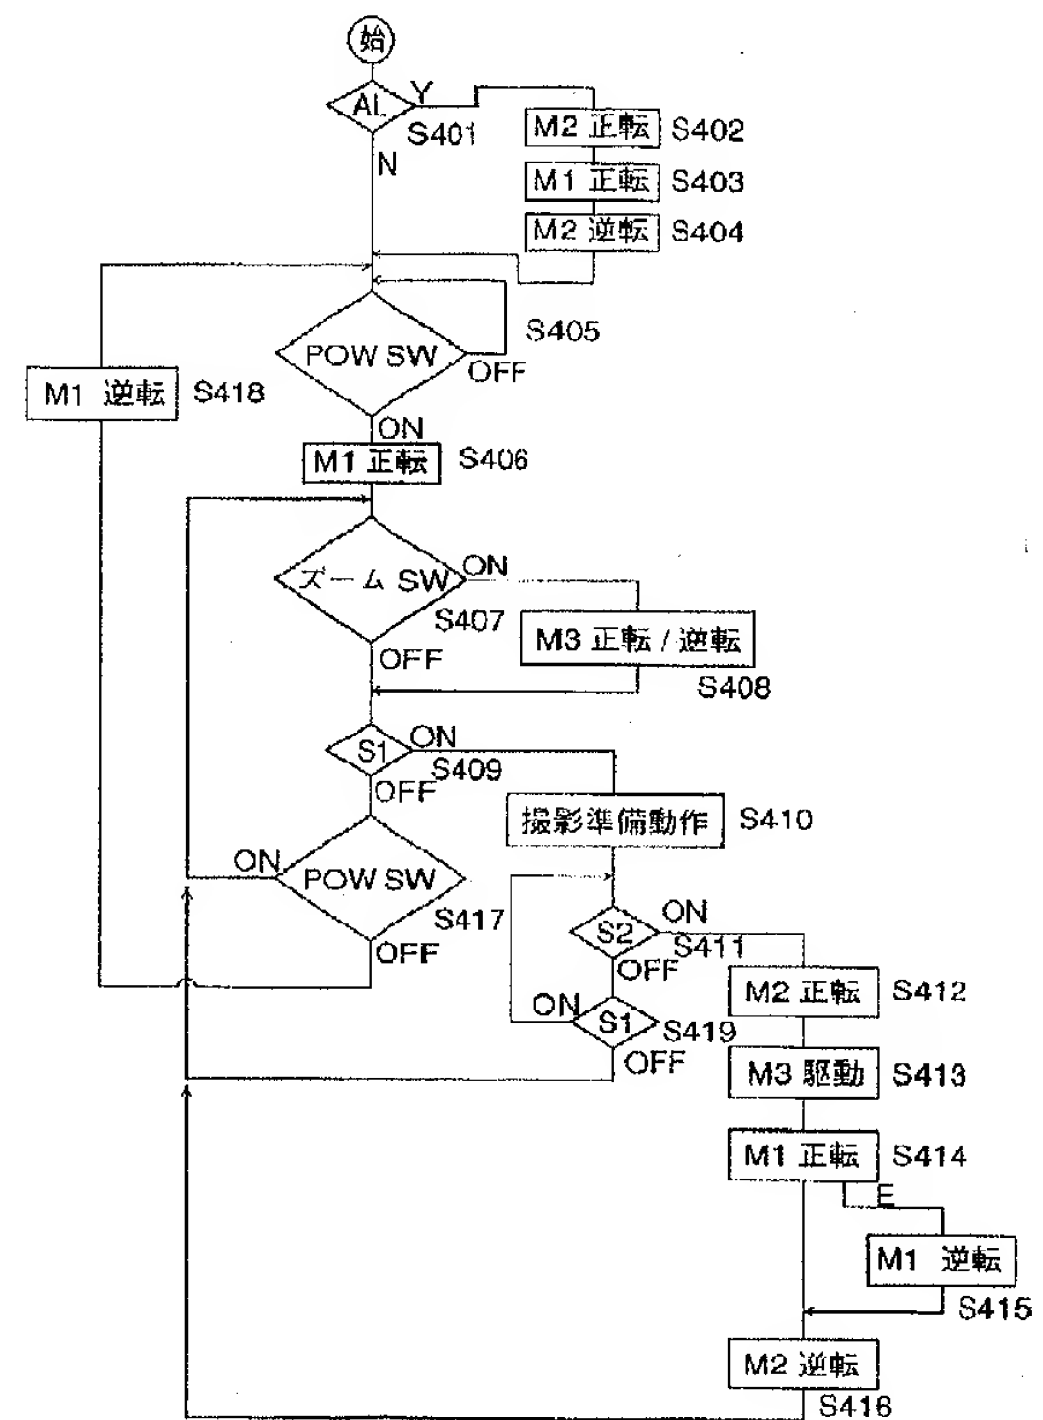 始
AL
Y
S401
N
M2 正転
S402
M1 正転
S403
M2 逆転
S404
POW SW
S405
OFF
ON
M1 逆転
S418
M1 正転
S406
ズーム SW
ON
S407
OFF
M3 正転 / 逆転
S408
S1
ON
S409
OFF
撮影準備動作
S410
ON
POW SW
S417
OFF
S2
ON
S411
OFF
M2 正転
S412
ON
S1
S419
OFF
M3 駆動
S413
M1 正転
S414
E
M1 逆転
S415
M2 逆転
S416